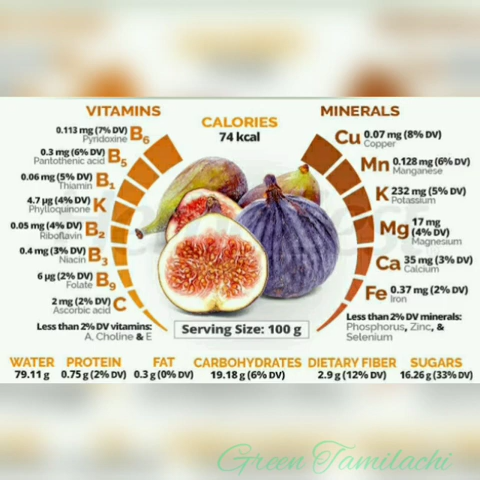 VITAMINS
0.113 mg (7% DV) B6
Pyridoxine
0.3 mg (6% DV) B5
Pantothenic acid
0.06 mg (5% DV) B1
Thiamin
4.7 µg (4% DV) K
Phylloquinone
0.05 mg (4% DV) B2
Riboflavin
0.4 mg (3% DV) B3
Niacin
6 µg (2% DV) B9
Folate
2 mg (2% DV) C
Ascorbic acid
Less than 2% DV vitamins:
A, Choline & E
CALORIES
74 kcal
Serving Size: 100 g
MINERALS
Cu 0.07 mg (8% DV)
Copper
Mn 0.128 mg (6% DV)
Manganese
K 232 mg (5% DV)
Potassium
Mg 17 mg
(4% DV)
Magnesium
Ca 35 mg (3% DV)
Calcium
Fe 0.37 mg (2% DV)
Iron
Less than 2% DV minerals:
Phosphorus, Zinc, &
Selenium
WATER PROTEIN FAT CARBOHYDRATES DIETARY FIBER SUGARS
79.11 g 0.75 g (2% DV) 0.3 g (0% DV) 19.18 g (6% DV) 2.9 g (12% DV) 16.26 g (33% DV)
Green Tamilachi